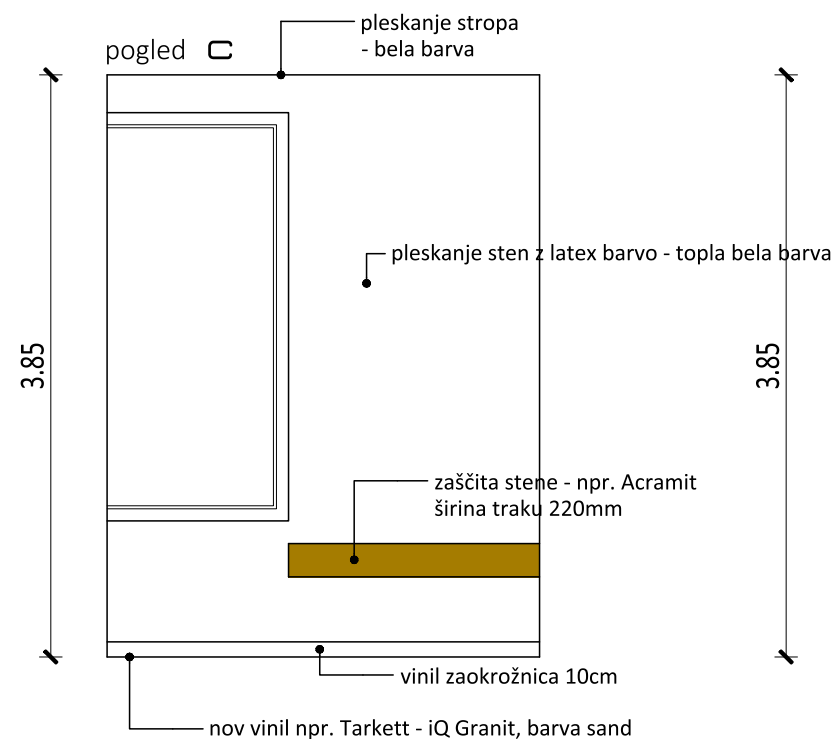 pleskanje stropa
- bela barva
pogled C
pleskanje sten z latex barvo - topla bela barva
3.85
3.85
zaščita stene - npr. Acramit
širina traku 220mm
vinil zaokrožnica 10cm
nov vinil npr. Tarkett - iQ Granit, barva sand